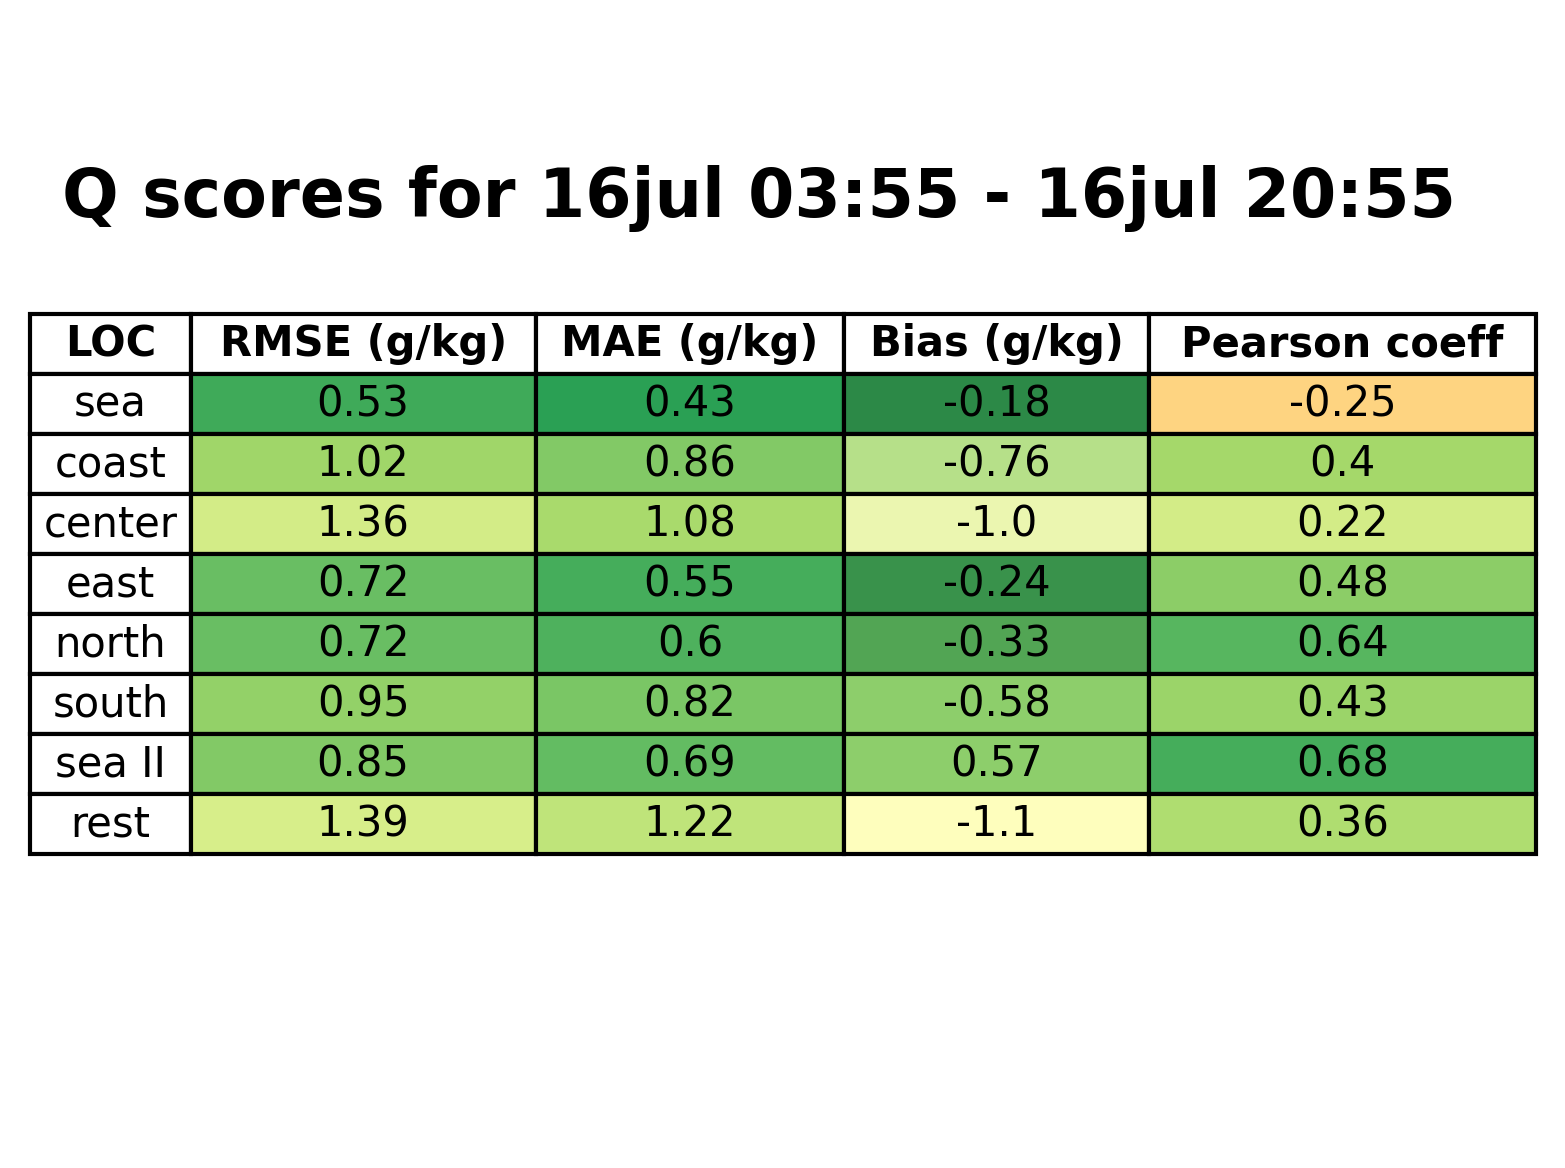 Q scores for 16jul 03:55 - 16jul 20:55
LOC RMSE (g/kg) MAE (g/kg) Bias (g/kg) Pearson coeff
sea 0.53 0.43 -0.18 -0.25
coast 1.02 0.86 -0.76 0.4
center 1.36 1.08 -1.0 0.22
east 0.72 0.55 -0.24 0.48
north 0.72 0.6 -0.33 0.64
south 0.95 0.82 -0.58 0.43
sea II 0.85 0.69 0.57 0.68
rest 1.39 1.22 -1.1 0.36